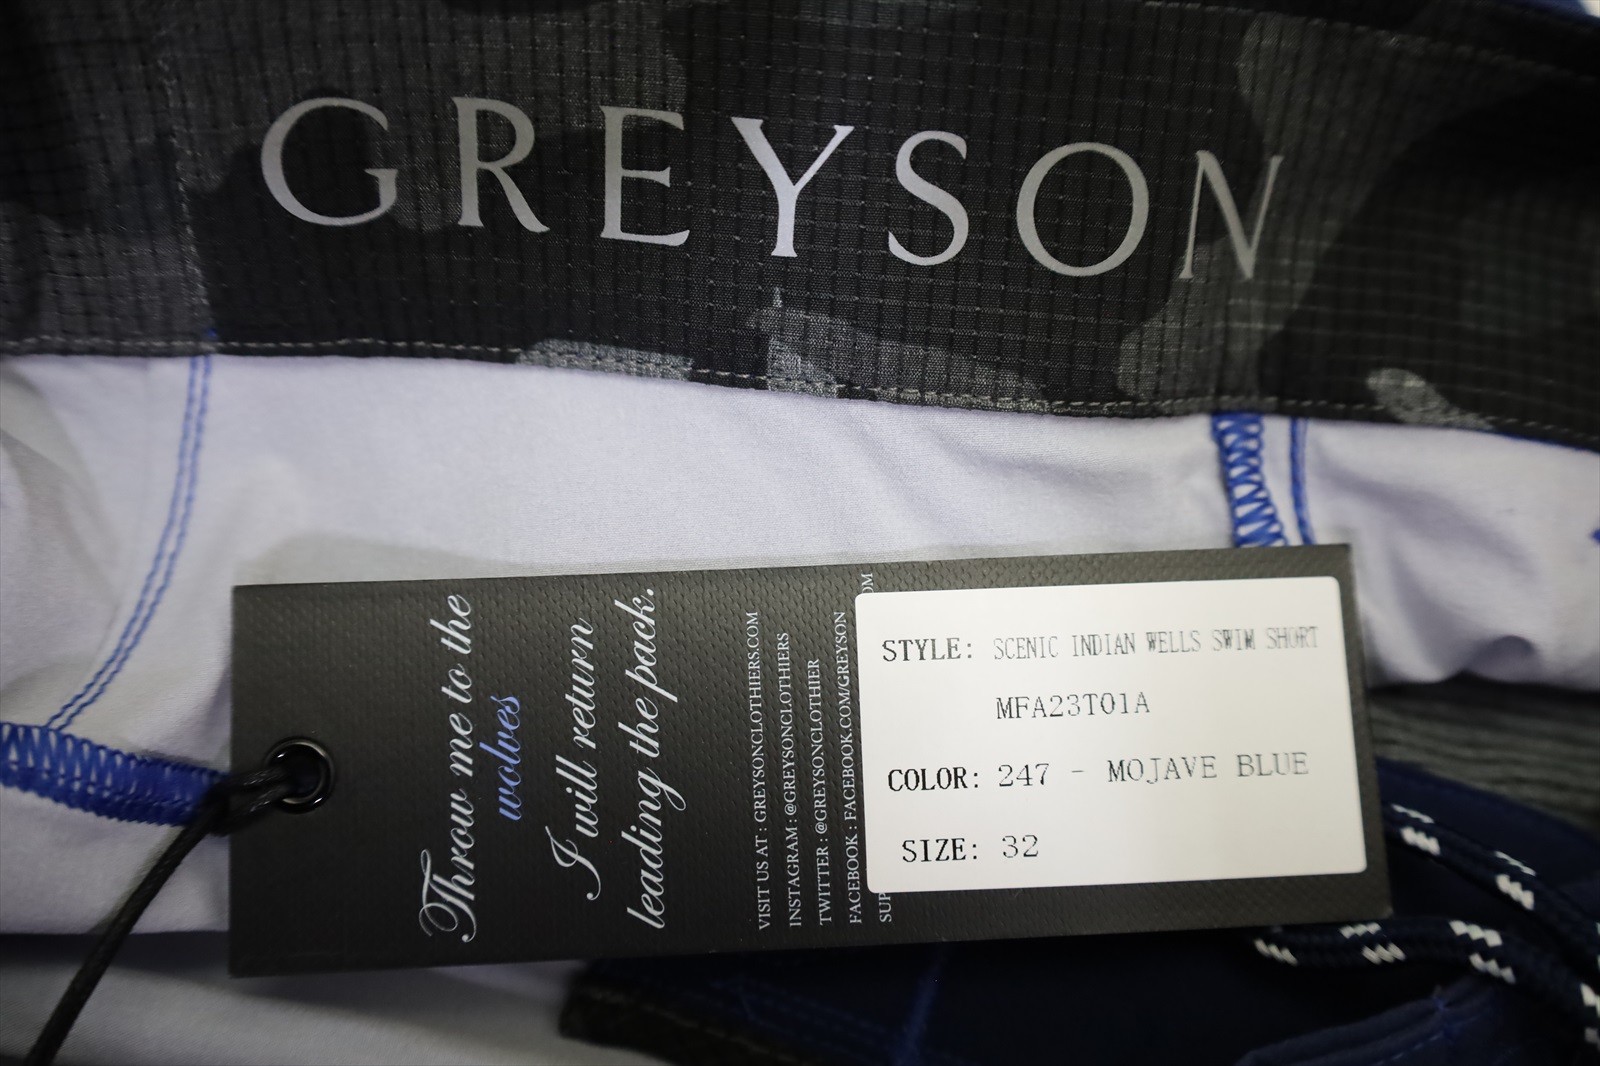 GREYSON
Throw me to the
wolves
I will return
leading the pack.
VISIT US AT : GREYSONCLOTHIERS.COM
INSTAGRAM : @GREYSONCLOTHIERS
TWITTER : @GREYSONCLOTHIER
FACEBOOK : FACEBOOK.COM/GREYSON
STYLE: SCENIC INDIAN WELLS SWIM SHORT
MFA23T01A
COLOR: 247 - MOJAVE BLUE
SIZE: 32